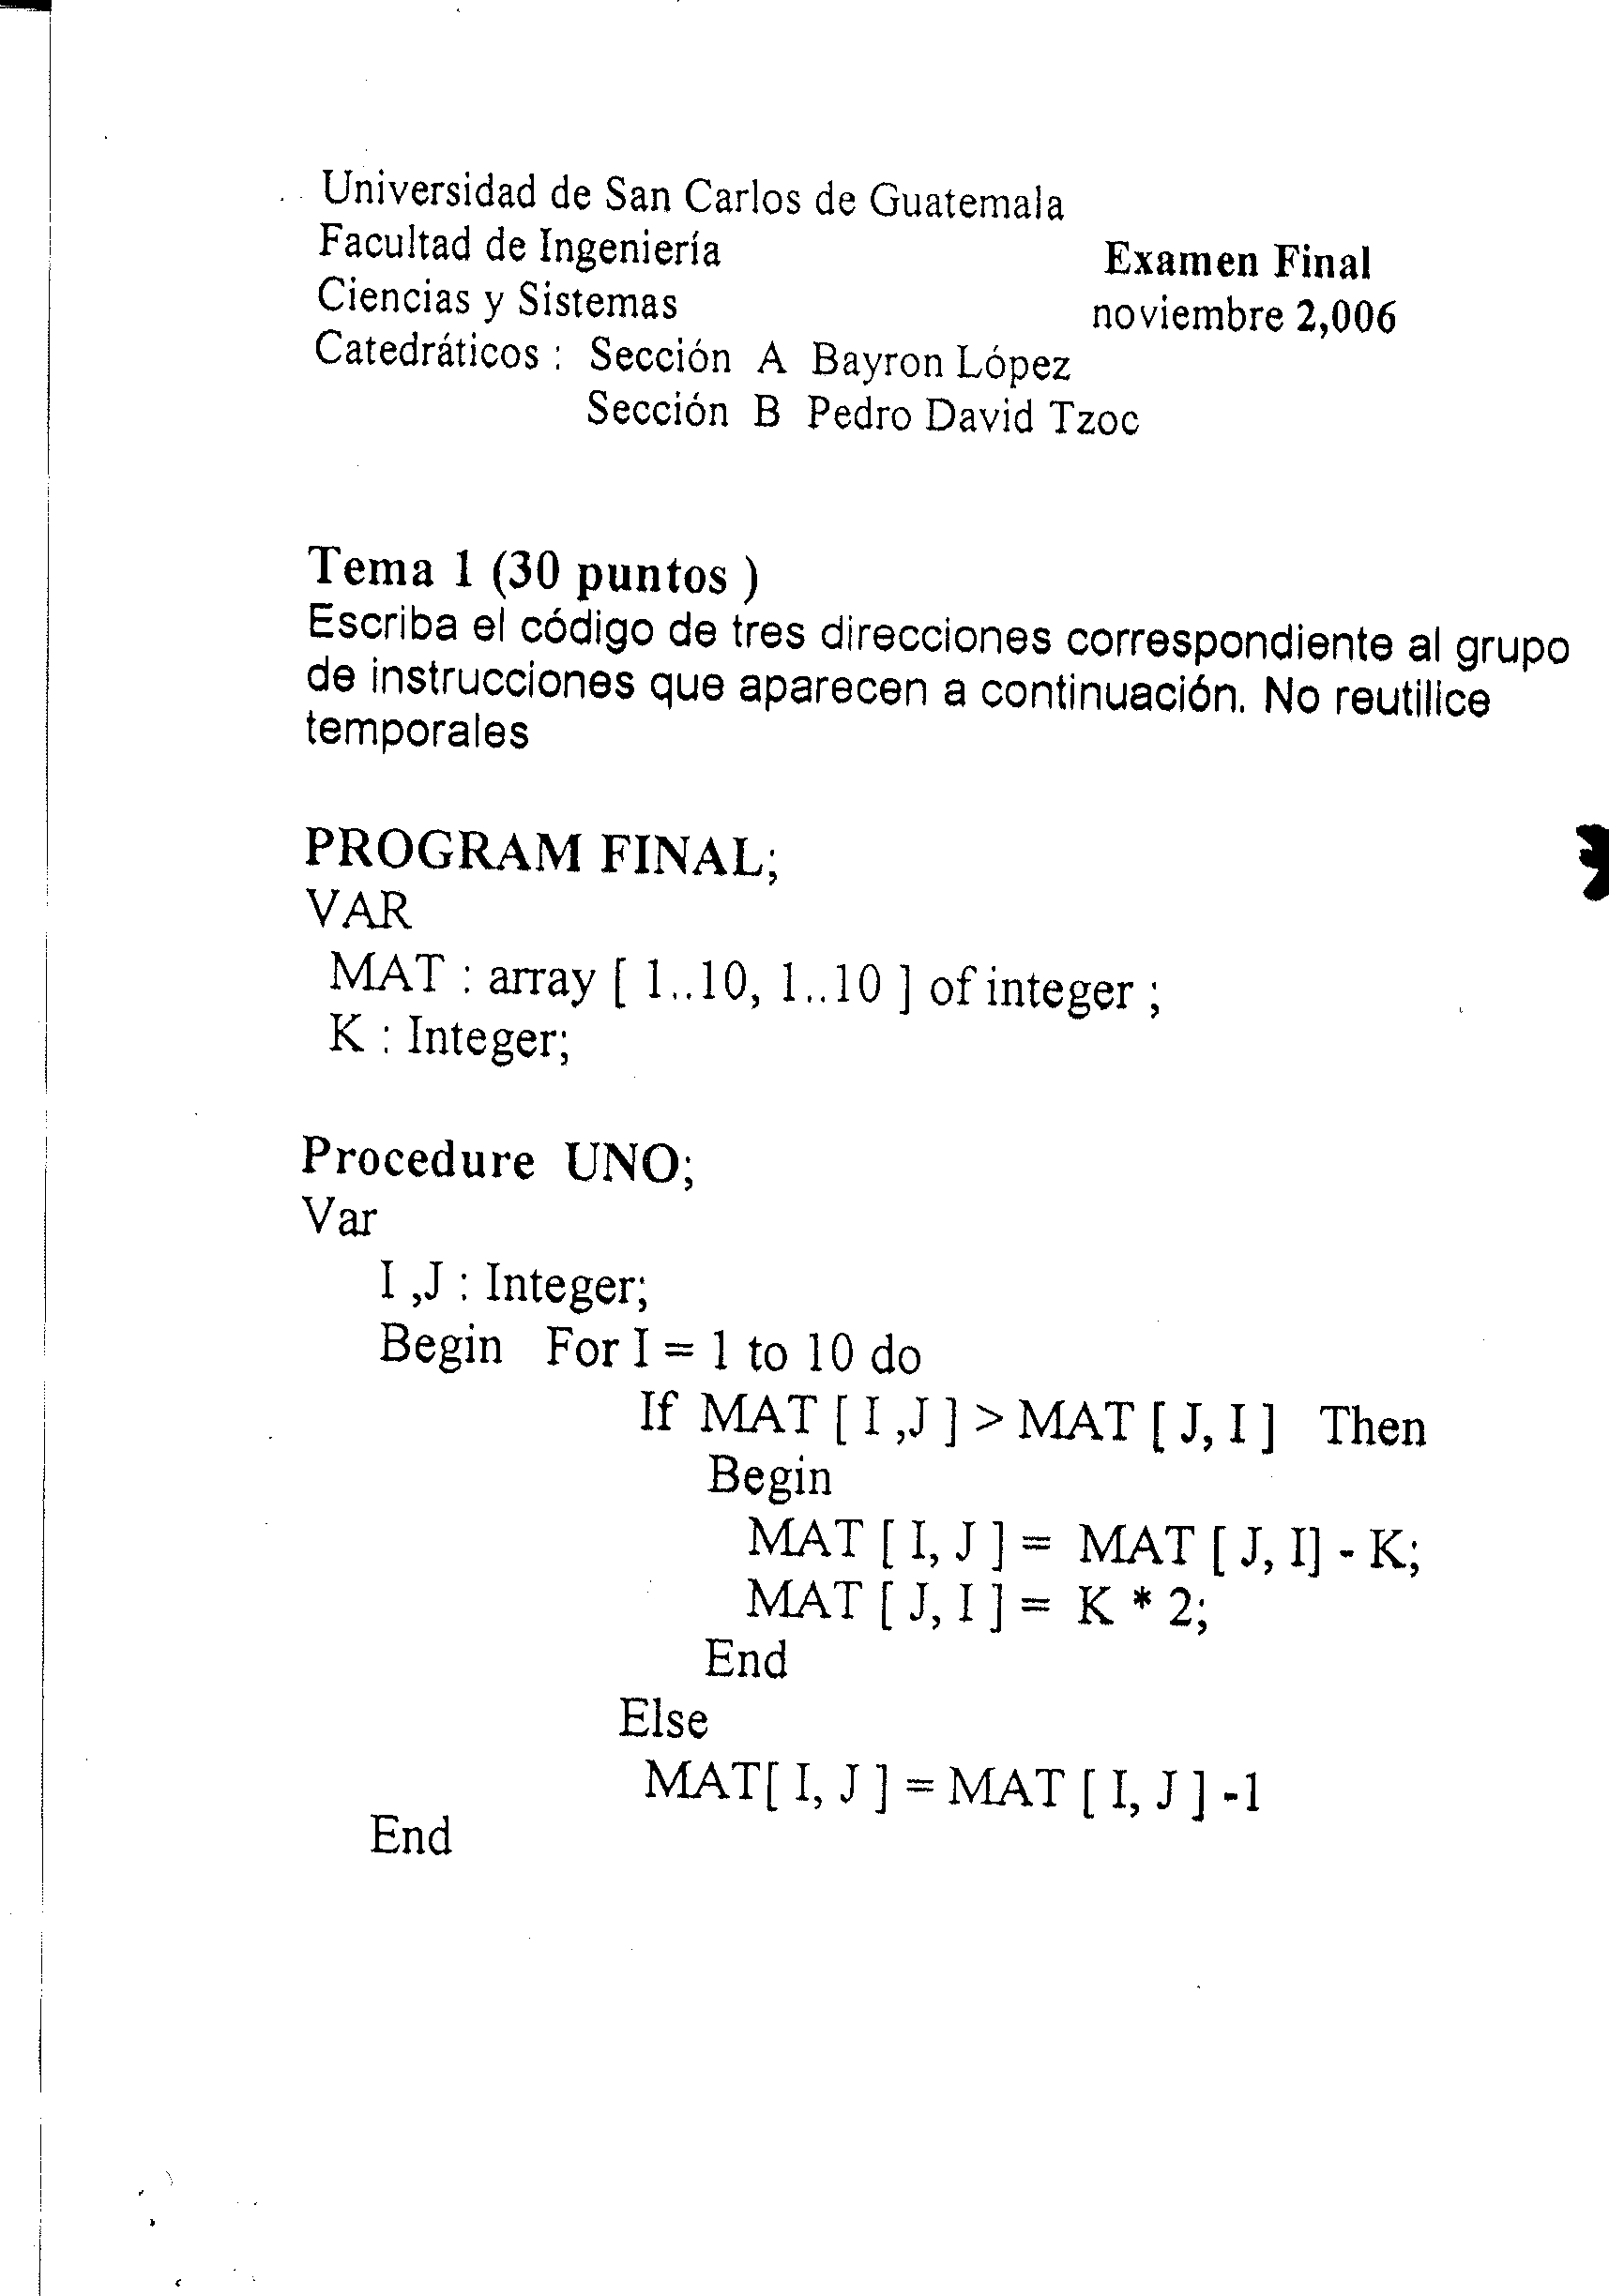 Universidad de San Carlos de Guatemala
Facultad de Ingeniería
Examen Final
Ciencias y Sistemas
noviembre 2,006
Catedráticos : Sección A Bayron López
Sección B Pedro David Tzoc
Tema 1 (30 puntos )
Escriba el código de tres direcciones correspondiente al grupo
de instrucciones que aparecen a continuación. No reutilice
temporales
PROGRAM FINAL;
VAR
MAT : array [ 1..10, 1..10 ] of integer ;
K : Integer;
Procedure UNO;
Var
I ,J : Integer;
Begin For I = 1 to 10 do
If MAT [ I ,J ] > MAT [ J, I ] Then
Begin
MAT [ I, J ] = MAT [ J, I] - K;
MAT [ J, I ] = K * 2;
End
Else
MAT[ I, J ] = MAT [ I, J ] -1
End